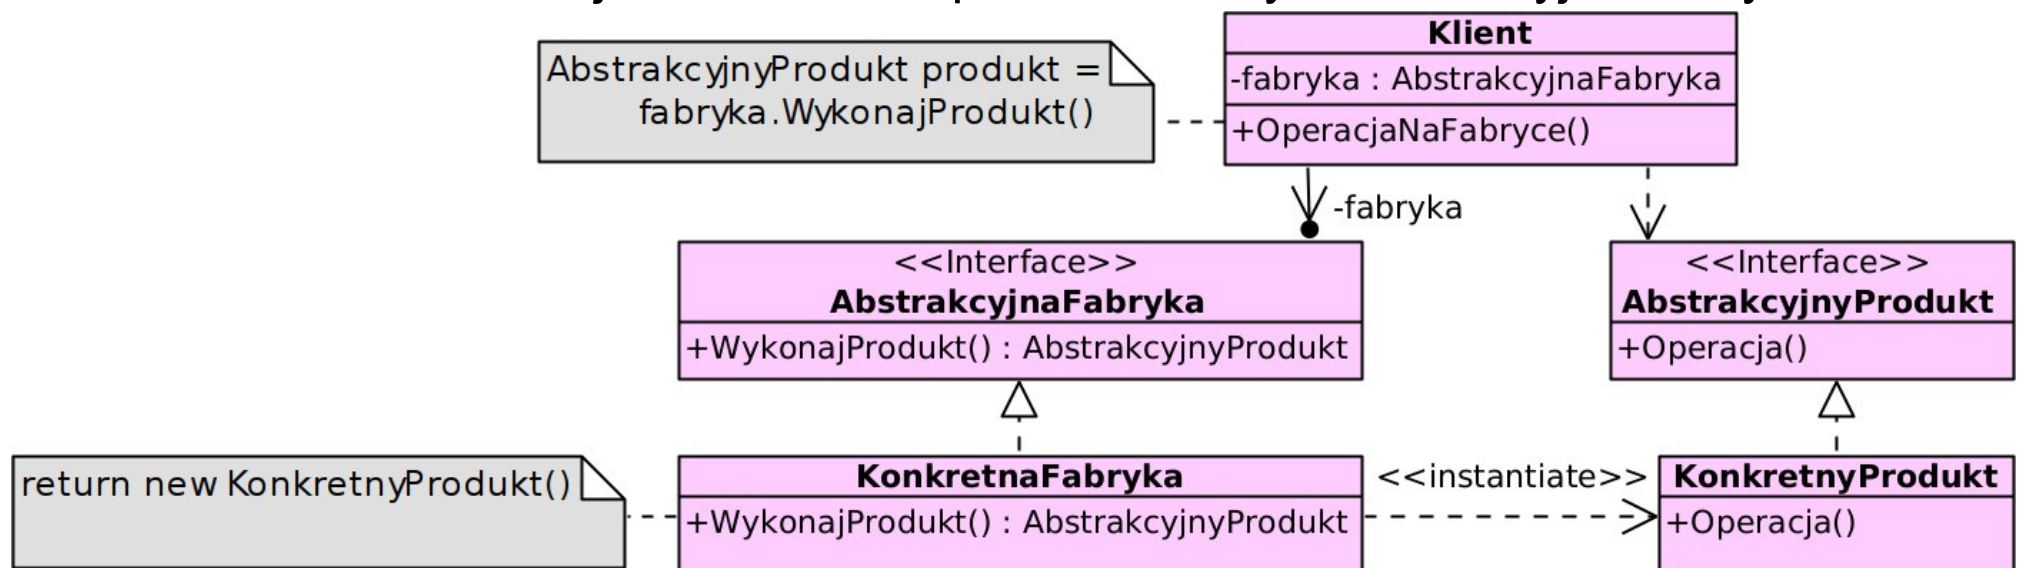 Klient
AbstrakcyjnyProdukt produkt =
fabryka.WykonajProdukt()
-fabryka : AbstrakcyjnaFabryka
+OperacjaNaFabryce()
-fabryka
<<Interface>>
AbstrakcyjnaFabryka
+WykonajProdukt() : AbstrakcyjnyProdukt
<<Interface>>
AbstrakcyjnyProdukt
+Operacja()
return new KonkretnyProdukt()
KonkretnaFabryka
+WykonajProdukt() : AbstrakcyjnyProdukt
<<instantiate>>
KonkretnyProdukt
+Operacja()